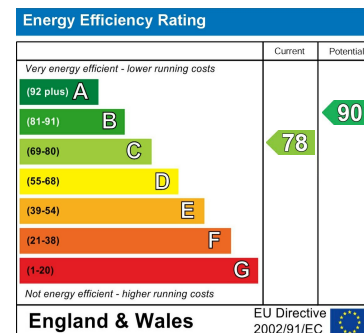 Energy Efficiency Rating
Current Potential
Very energy efficient - lower running costs
(92 plus) A
(81-91) B
90
(69-80) C
78
(55-68) D
(39-54) E
(21-38) F
(1-20) G
Not energy efficient - higher running costs
England & Wales
EU Directive
2002/91/EC